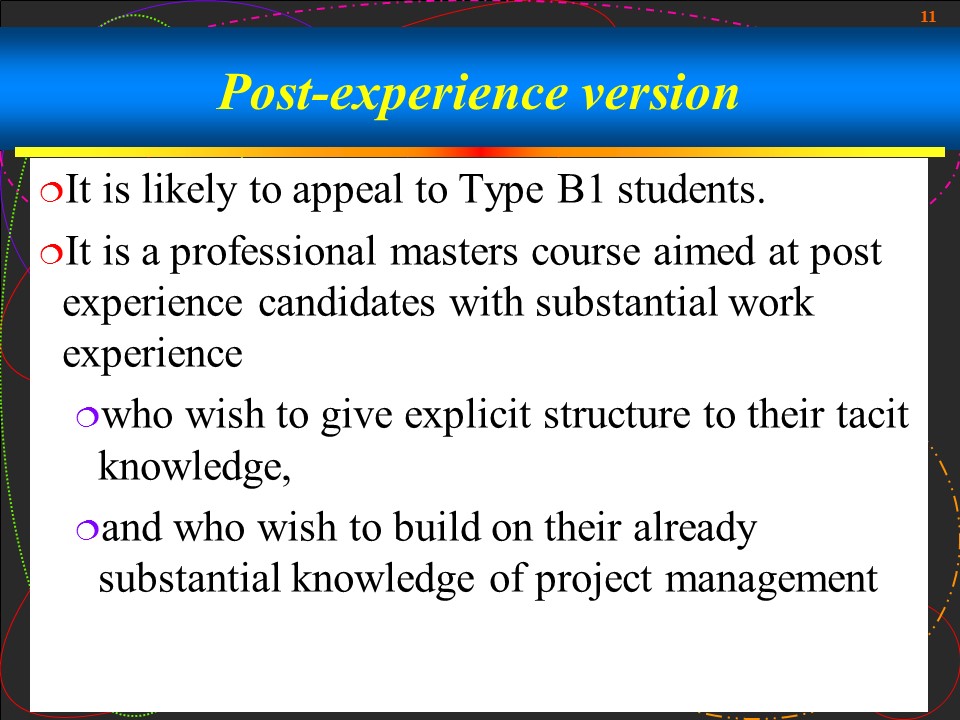 11
Post-experience version
It is likely to appeal to Type B1 students.
It is a professional masters course aimed at post
experience candidates with substantial work
experience
who wish to give explicit structure to their tacit
knowledge,
and who wish to build on their already
substantial knowledge of project management